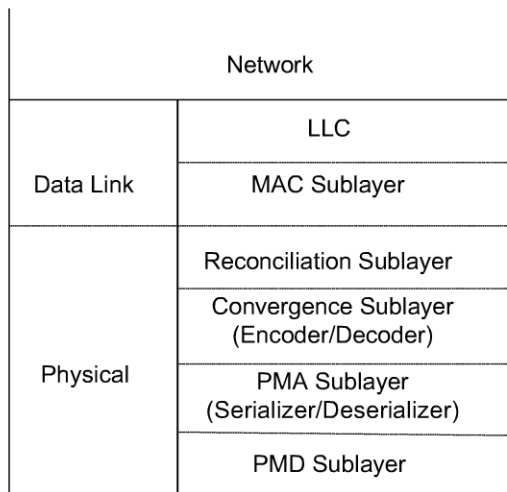 Network
LLC
Data Link
MAC Sublayer
Reconciliation Sublayer
Convergence Sublayer
(Encoder/Decoder)
Physical
PMA Sublayer
(Serializer/Deserializer)
PMD Sublayer